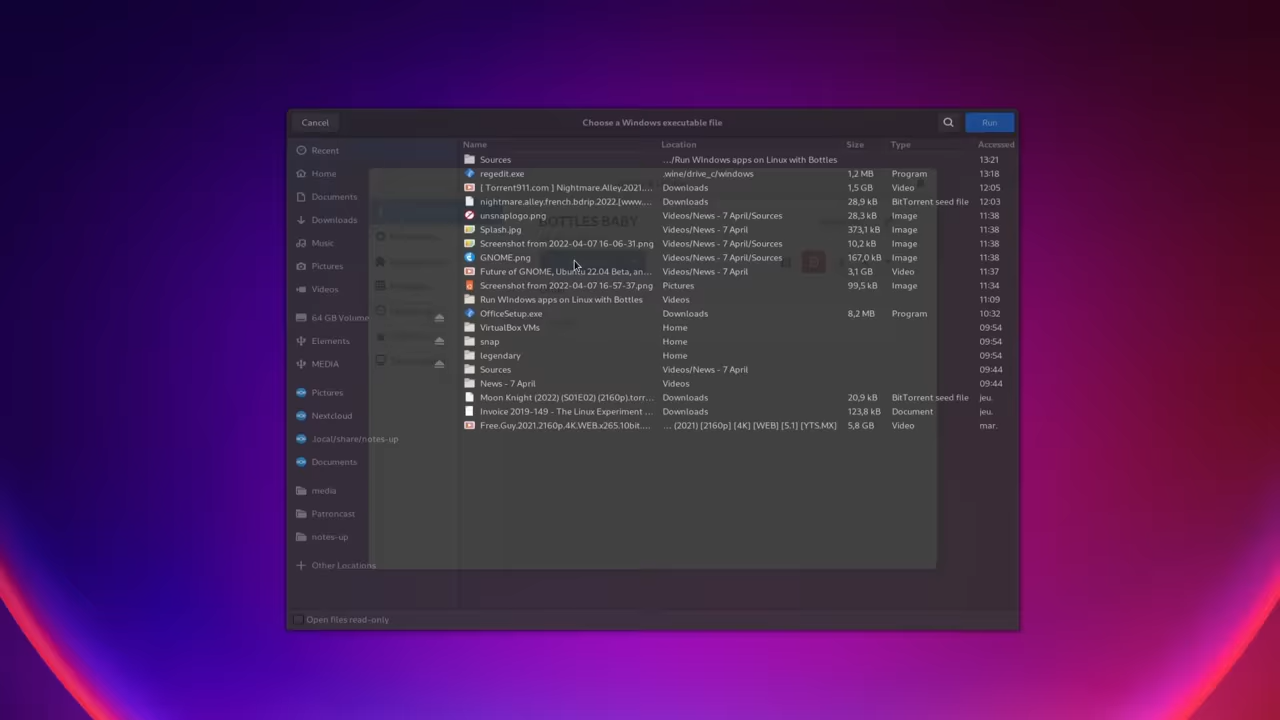 Cancel Choose a Windows executable file Run
Name Location Size Type Accessed
Recent
Home
Documents
Downloads
Music
Pictures
Videos
64 GB Volume
Elements
MEDIA
Pictures
Nextcloud
.local/share/notes-up
Documents
media
Patroncast
notes-up
Other Locations
Sources .../Run WIndows apps on Linux with Bottles 13:21
regedit.exe .wine/drive_c/windows 1,2 MB Program 13:18
[ Torrent911.com ] Nightmare.Alley.2021.... Downloads 1,5 GB Video 12:05
nightmare.alley.french.bdrip.2022.[www.... Downloads 28,9 kB BitTorrent seed file 12:03
unsnaplogo.png Videos/News - 7 April/Sources 28,3 kB Image 11:38
Splash.jpg Videos/News - 7 April 373,1 kB Image 11:38
Screenshot from 2022-04-07 16-06-31.png Videos/News - 7 April/Sources 10,2 kB Image 11:38
GNOME.png Videos/News - 7 April/Sources 167,0 kB Image 11:38
Future of GNOME, Ubuntu 22.04 Beta, an... Videos/News - 7 April 3,1 GB Video 11:37
Screenshot from 2022-04-07 16-57-37.png Pictures 99,5 kB Image 11:34
Run WIndows apps on Linux with Bottles Videos 11:09
OfficeSetup.exe Downloads 8,2 MB Program 10:32
VirtualBox VMs Home 09:54
snap Home 09:54
legendary Home 09:54
Sources Videos/News - 7 April 09:44
News - 7 April Videos 09:44
Moon Knight (2022) (S01E02) (2160p).torr... Downloads 20,9 kB BitTorrent seed file jeu.
Invoice 2019-149 - The Linux Experiment ... Downloads 123,8 kB Document jeu.
Free.Guy.2021.2160p.4K.WEB.x265.10bit.... ... (2021) [2160p] [4K] [WEB] [5.1] [YTS.MX] 5,8 GB Video mar.
BOTTLES BABY
Open files read-only